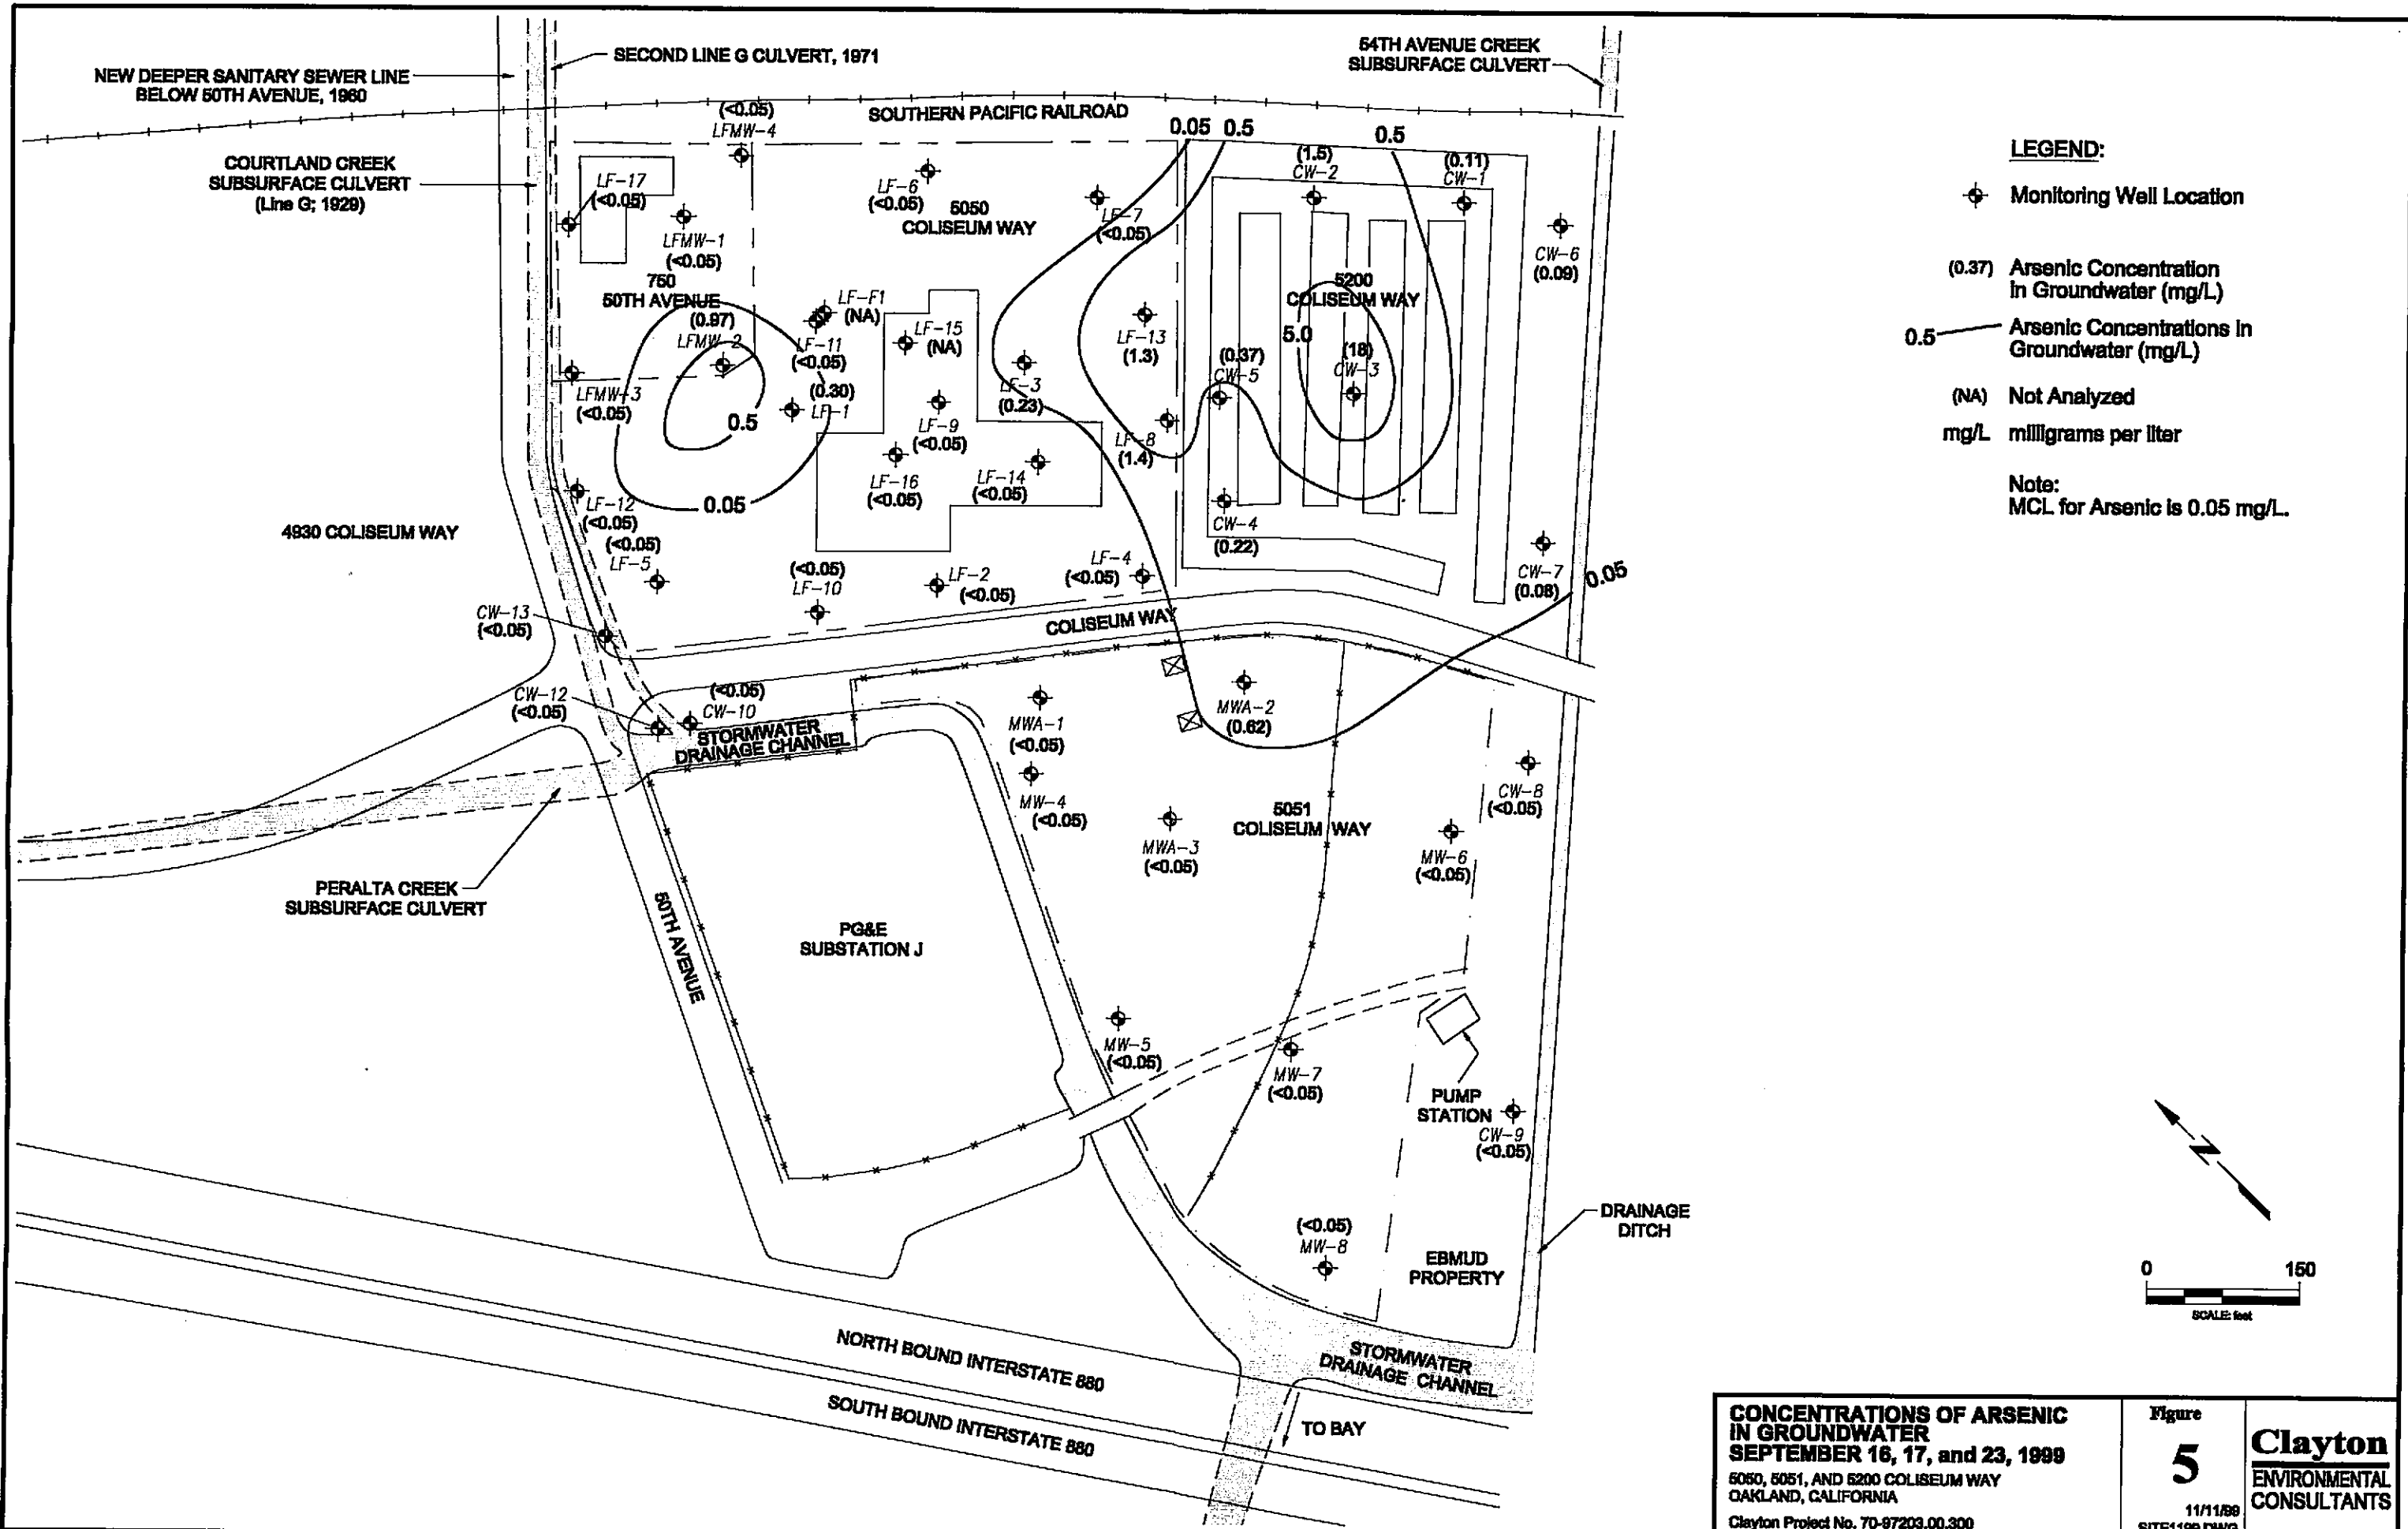 SECOND LINE G CULVERT, 1971
54TH AVENUE CREEK
SUBSURFACE CULVERT
NEW DEEPER SANITARY SEWER LINE
BELOW 50TH AVENUE, 1960
(<0.05)
LFMW-4
SOUTHERN PACIFIC RAILROAD
0.05
0.5
0.5
COURTLAND CREEK
SUBSURFACE CULVERT
(Line G; 1929)
LF-17
(<0.05)
LF-6
(<0.05)
5050
COLISEUM WAY
LF-7
(<0.05)
(1.5)
CW-2
(0.11)
CW-1
LFMW-1
(<0.05)
CW-6
(0.09)
750
50TH AVENUE
(0.97)
LFMW-2
LF-F1
(NA)
LF-11
(<0.05)
LF-15
(NA)
5200
COLISEUM WAY
5.0
LF-13
(1.3)
(0.37)
CW-5
(18)
CW-3
LFMW-3
(<0.05)
(0.30)
LF-1
0.5
LF-3
(0.23)
LF-9
(<0.05)
LF-8
(1.4)
LF-16
(<0.05)
LF-14
(<0.05)
0.05
LF-12
(<0.05)
4930 COLISEUM WAY
CW-4
(0.22)
(<0.05)
LF-5
(<0.05)
LF-10
LF-2
(<0.05)
LF-4
(<0.05)
CW-7
(0.08)
0.05
CW-13
(<0.05)
COLISEUM WAY
CW-12
(<0.05)
(<0.05)
CW-10
STORMWATER
DRAINAGE CHANNEL
MWA-1
(<0.05)
MWA-2
(0.62)
MW-4
(<0.05)
CW-8
(<0.05)
5051
COLISEUM WAY
MWA-3
(<0.05)
MW-6
(<0.05)
PERALTA CREEK
SUBSURFACE CULVERT
50TH AVENUE
PG&E
SUBSTATION J
MW-5
(<0.05)
MW-7
(<0.05)
PUMP
STATION
CW-9
(<0.05)
DRAINAGE
DITCH
(<0.05)
MW-8
EBMUD
PROPERTY
NORTH BOUND INTERSTATE 880
SOUTH BOUND INTERSTATE 880
STORMWATER
DRAINAGE CHANNEL
TO BAY
LEGEND:
Monitoring Well Location
(0.37) Arsenic Concentration
in Groundwater (mg/L)
0.5 Arsenic Concentrations in
Groundwater (mg/L)
(NA) Not Analyzed
mg/L milligrams per liter
Note:
MCL for Arsenic is 0.05 mg/L.
N
0 150
SCALE: feet
CONCENTRATIONS OF ARSENIC
IN GROUNDWATER
SEPTEMBER 16, 17, and 23, 1999
5050, 5051, AND 5200 COLISEUM WAY
OAKLAND, CALIFORNIA
Clayton Project No. 70-97203.00.300
Figure
5
11/11/99
SITE1199.DWG
Clayton
ENVIRONMENTAL
CONSULTANTS